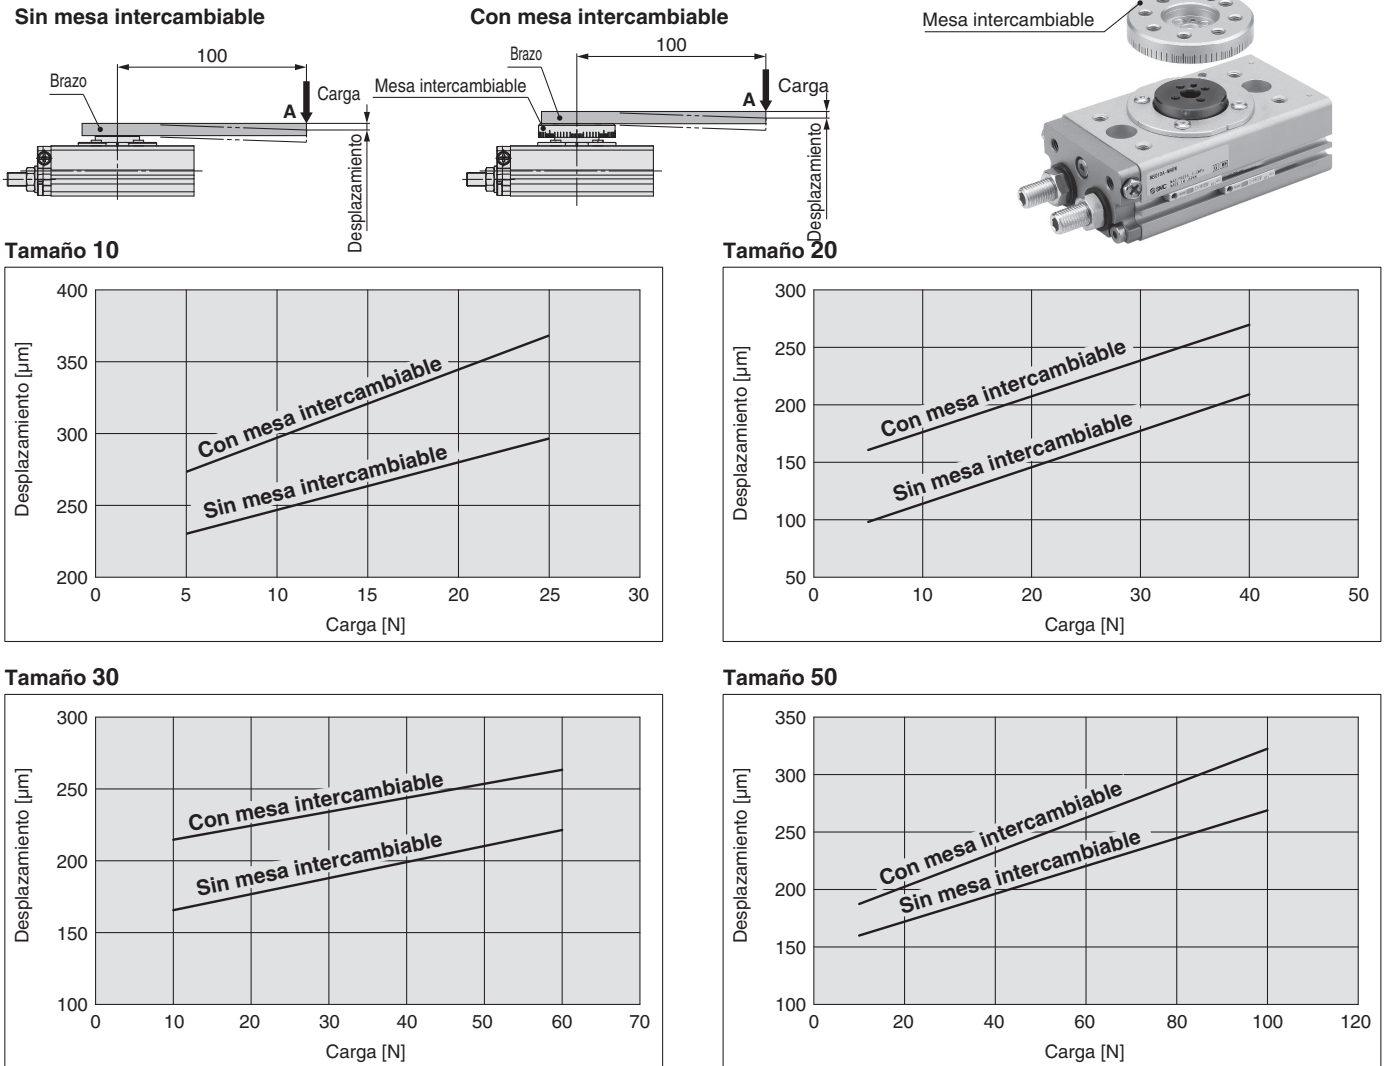 Sin mesa intercambiable
Con mesa intercambiable
Mesa intercambiable
100
Brazo
A
Carga
Desplazamiento
100
Brazo
Mesa intercambiable
A
Carga
Desplazamiento
SMC
Tamaño 10
400
350
300
250
200
0 5 10 15 20 25 30
Desplazamiento [µm]
Carga [N]
Con mesa intercambiable
Sin mesa intercambiable
Tamaño 20
300
250
200
150
100
50
0 10 20 30 40 50
Desplazamiento [µm]
Carga [N]
Con mesa intercambiable
Sin mesa intercambiable
Tamaño 30
300
250
200
150
100
0 10 20 30 40 50 60 70
Desplazamiento [µm]
Carga [N]
Con mesa intercambiable
Sin mesa intercambiable
Tamaño 50
350
300
250
200
150
100
0 20 40 60 80 100 120
Desplazamiento [µm]
Carga [N]
Con mesa intercambiable
Sin mesa intercambiable